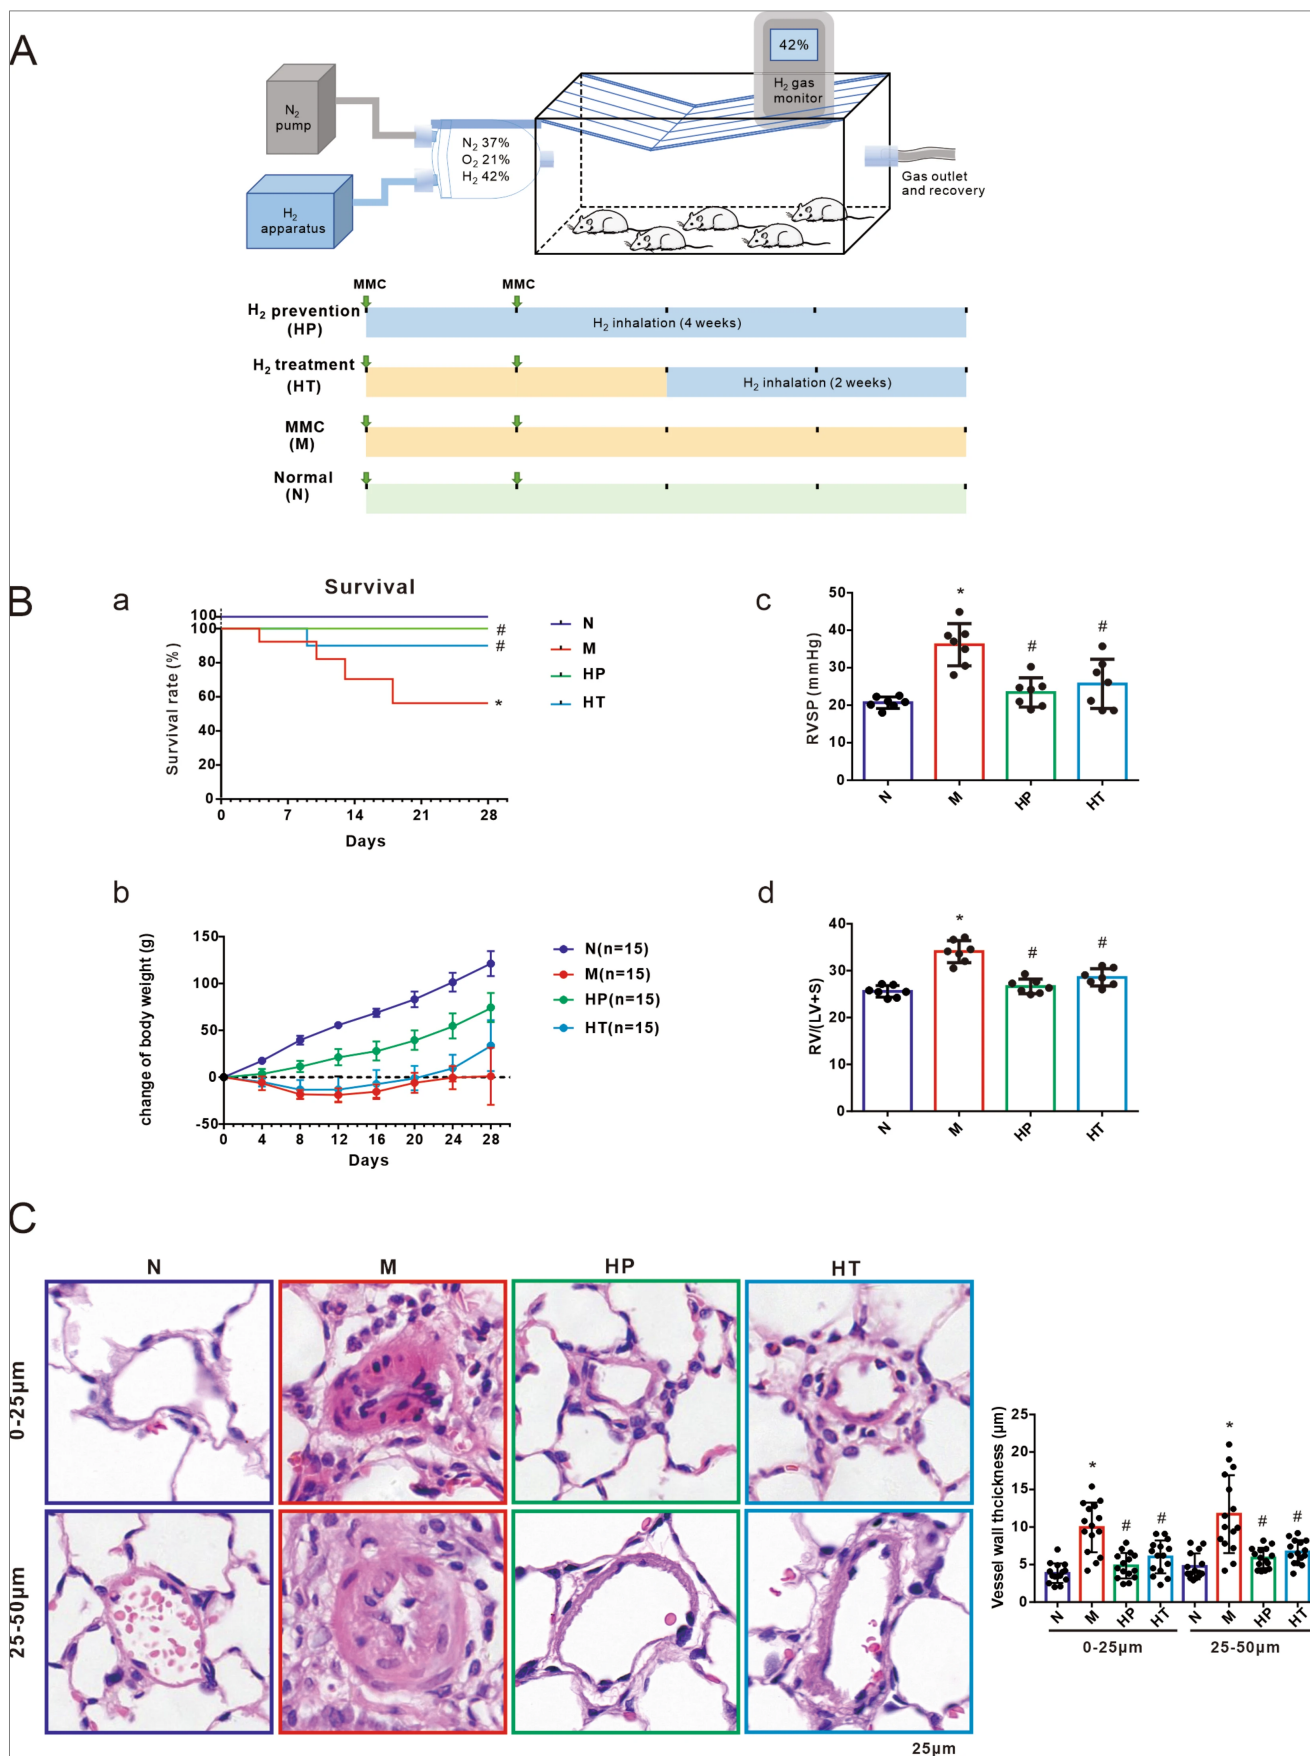 A
42%
H2 gas
monitor
N2
pump
N2 37%
O2 21%
H2 42%
H2
apparatus
Gas outlet
and recovery
MMC MMC
H2 prevention
(HP)
H2 inhalation (4 weeks)
H2 treatment
(HT)
H2 inhalation (2 weeks)
MMC
(M)
Normal
(N)
B
a
Survival
Survival rate (%)
100
100
80
60
40
20
0
0 7 14 21 28
Days
#
#
*
N
M
HP
HT
c
RVSP (mmHg)
50
40
30
20
10
0
*
#
#
N M HP HT
b
change of body weight (g)
150
100
50
0
-50
0 4 8 12 16 20 24 28
Days
N(n=15)
M(n=15)
HP(n=15)
HT(n=15)
d
RV/(LV+S)
40
30
20
10
0
*
#
#
N M HP HT
C
N M HP HT
0-25μm
25-50μm
25μm
Vessel wall thcickness (μm)
25
20
15
10
5
0
*
#
#
*
#
#
N M HP HT N M HP HT
0-25μm 25-50μm